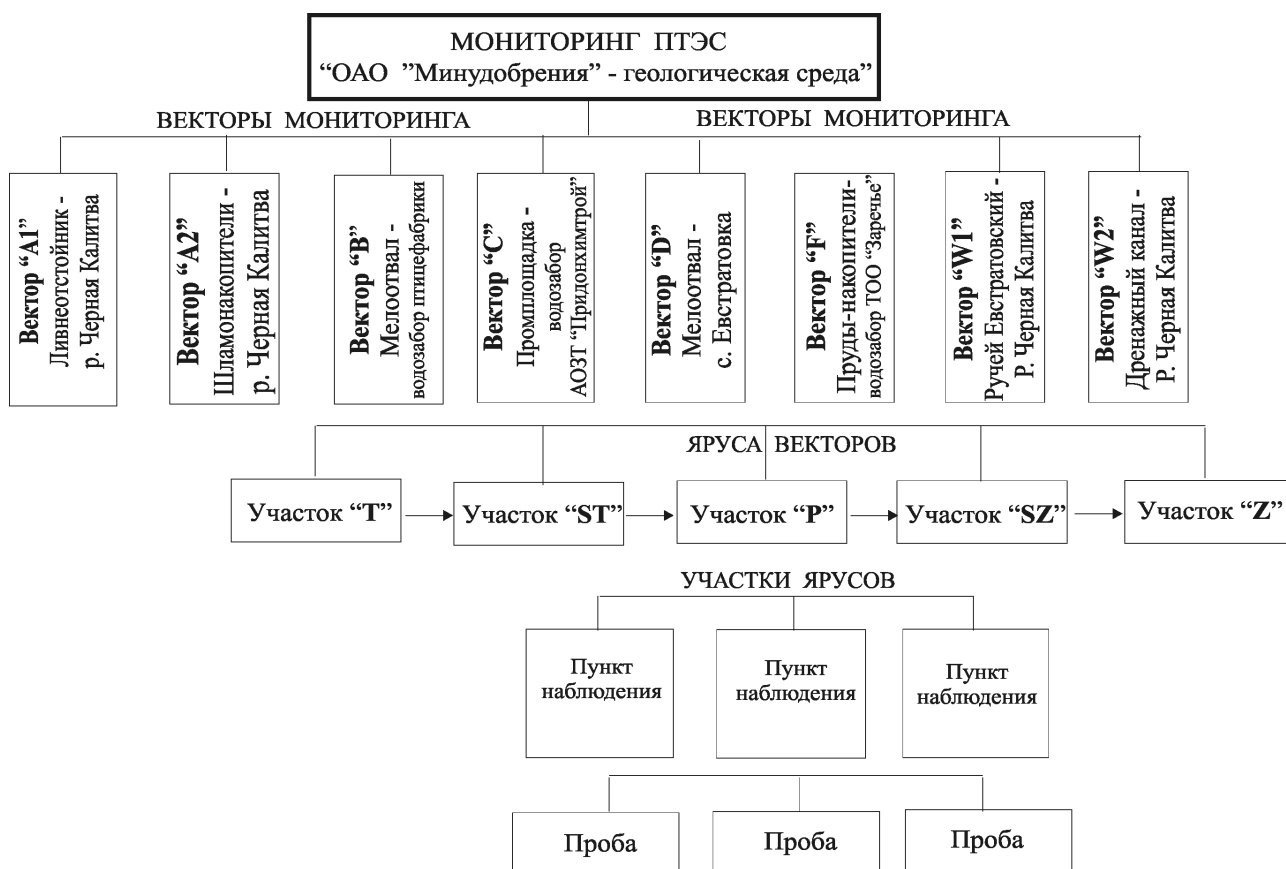 МОНИТОРИНГ ПТЭС
“ОАО ”Минудобрения” - геологическая среда”
ВЕКТОРЫ МОНИТОРИНГА
ВЕКТОРЫ МОНИТОРИНГА
Вектор “А1”
Ливнеотстойник -
р. Черная Калитва
Вектор “А2”
Шламонакопители -
р. Черная Калитва
Вектор “В”
Мелоотвал -
водозабор птицефабрики
Вектор “С”
Промплощадка -
водозабор
АОЗТ “Придонхимтрой”
Вектор “D”
Мелоотвал -
с. Евстратовка
Вектор “F”
Пруды-накопители-
водозабор ТОО “Заречье”
Вектор “W1”
Ручей Евстратовский -
Р. Черная Калитва
Вектор “W2”
Дренажный канал -
Р. Черная Калитва
ЯРУСА ВЕКТОРОВ
Участок “T”
Участок “ST”
Участок “P”
Участок “SZ”
Участок “Z”
УЧАСТКИ ЯРУСОВ
Пункт
наблюдения
Пункт
наблюдения
Пункт
наблюдения
Проба
Проба
Проба